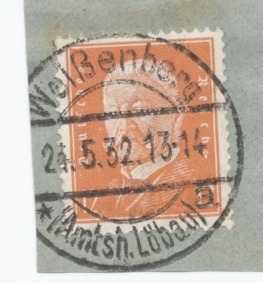 Weißenberg
24.5.32.13-14
a
* (Amtsh. Löbau)